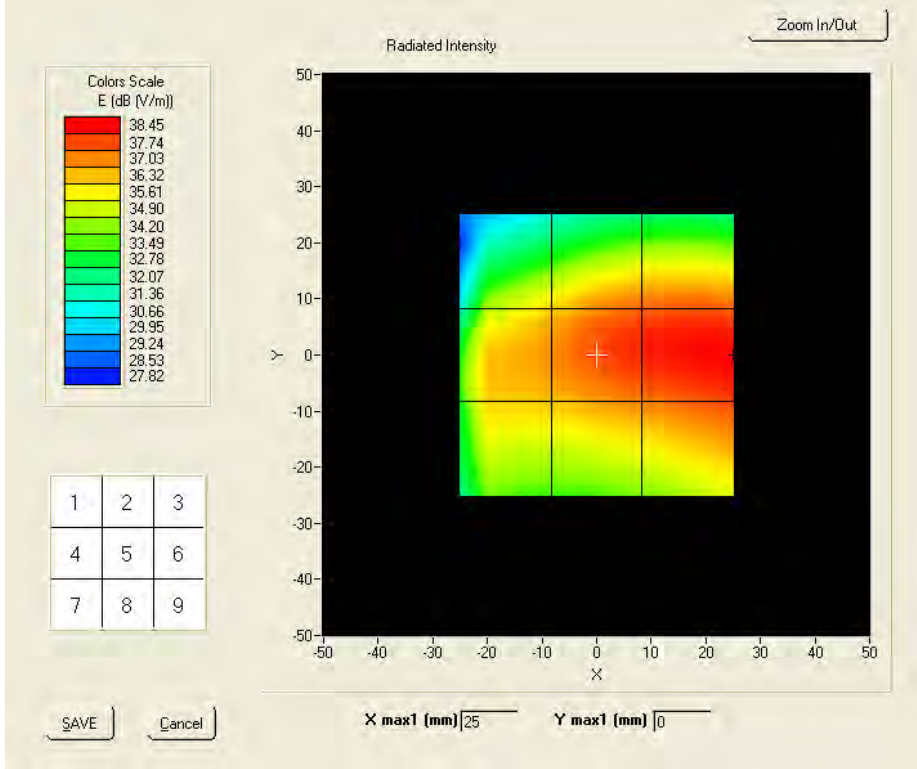 Zoom In/Out
Radiated Intensity
Colors Scale
E (dB (V/m))
38.45
37.74
37.03
36.32
35.61
34.90
34.20
33.49
32.78
32.07
31.36
30.66
29.95
29.24
28.53
27.82
50
40
30
20
10
0
-10
-20
-30
-40
-50
Y
-50 -40 -30 -20 -10 0 10 20 30 40 50
X
1 2 3
4 5 6
7 8 9
SAVE Cancel
X max1 (mm) 25 Y max1 (mm) 0